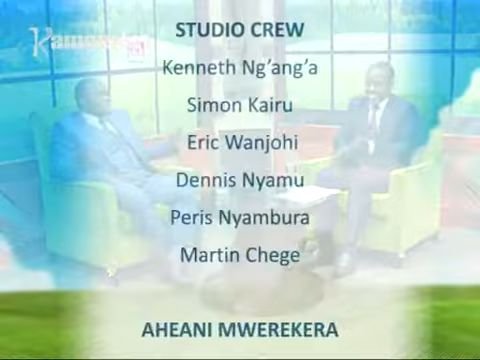 STUDIO CREW
Kenneth Ng'ang'a
Simon Kairu
Eric Wanjohi
Dennis Nyamu
Peris Nyambura
Martin Chege
AHEANI MWEREKERA